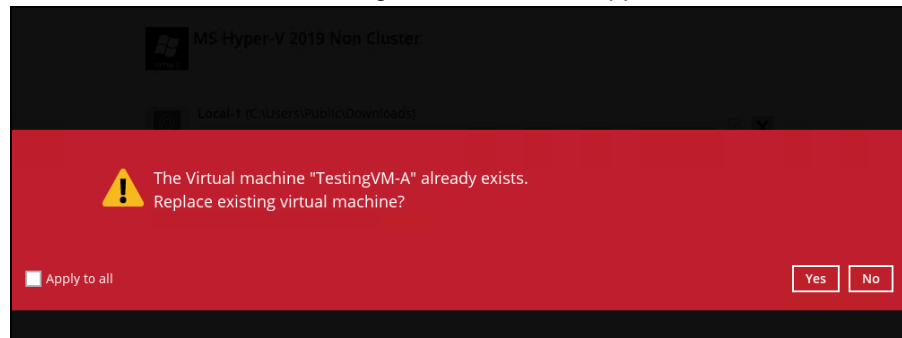 MS Hyper-V 2019 Non Cluster
Local-1 (C:\Users\Public\Downloads)
The Virtual machine "TestingVM-A" already exists.
Replace existing virtual machine?
Apply to all
Yes
No